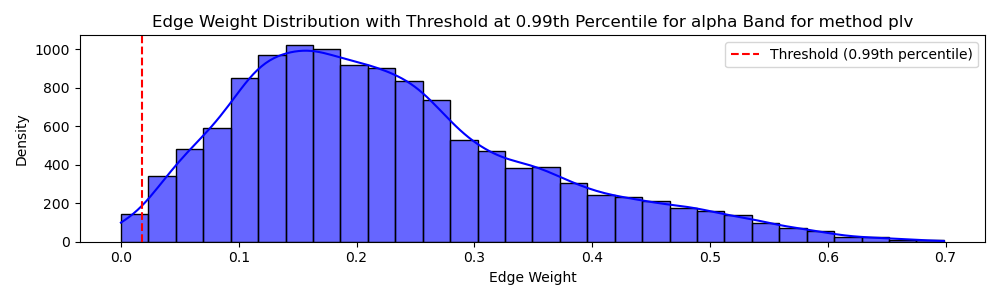 Edge Weight Distribution with Threshold at 0.99th Percentile for alpha Band for method plv
Threshold (0.99th percentile)
Density
1000
800
600
400
200
0
0.0 0.1 0.2 0.3 0.4 0.5 0.6 0.7
Edge Weight